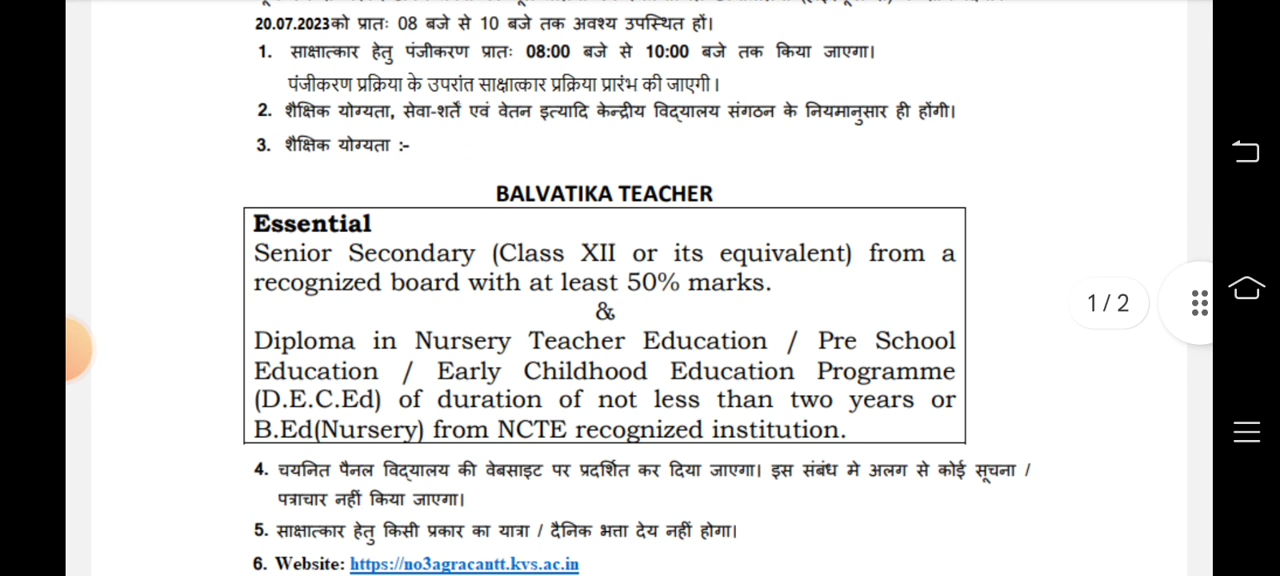 20.07.2023को प्रातः 08 बजे से 10 बजे तक अवश्य उपस्थित हों।
1. साक्षात्कार हेतु पंजीकरण प्रातः 08:00 बजे से 10:00 बजे तक किया जाएगा।
पंजीकरण प्रक्रिया के उपरांत साक्षात्कार प्रक्रिया प्रारंभ की जाएगी।
2. शैक्षिक योग्यता, सेवा-शर्तें एवं वेतन इत्यादि केन्द्रीय विद्यालय संगठन के नियमानुसार ही होंगी।
3. शैक्षिक योग्यता :-
BALVATIKA TEACHER
Essential
Senior Secondary (Class XII or its equivalent) from a
recognized board with at least 50% marks.
&
Diploma in Nursery Teacher Education / Pre School
Education / Early Childhood Education Programme
(D.E.C.Ed) of duration of not less than two years or
B.Ed(Nursery) from NCTE recognized institution.
1 / 2
4. चयनित पैनल विद्यालय की वेबसाइट पर प्रदर्शित कर दिया जाएगा। इस संबंध मे अलग से कोई सूचना /
पत्राचार नहीं किया जाएगा।
5. साक्षात्कार हेतु किसी प्रकार का यात्रा / दैनिक भत्ता देय नहीं होगा।
6. Website: https://no3agracantt.kvs.ac.in